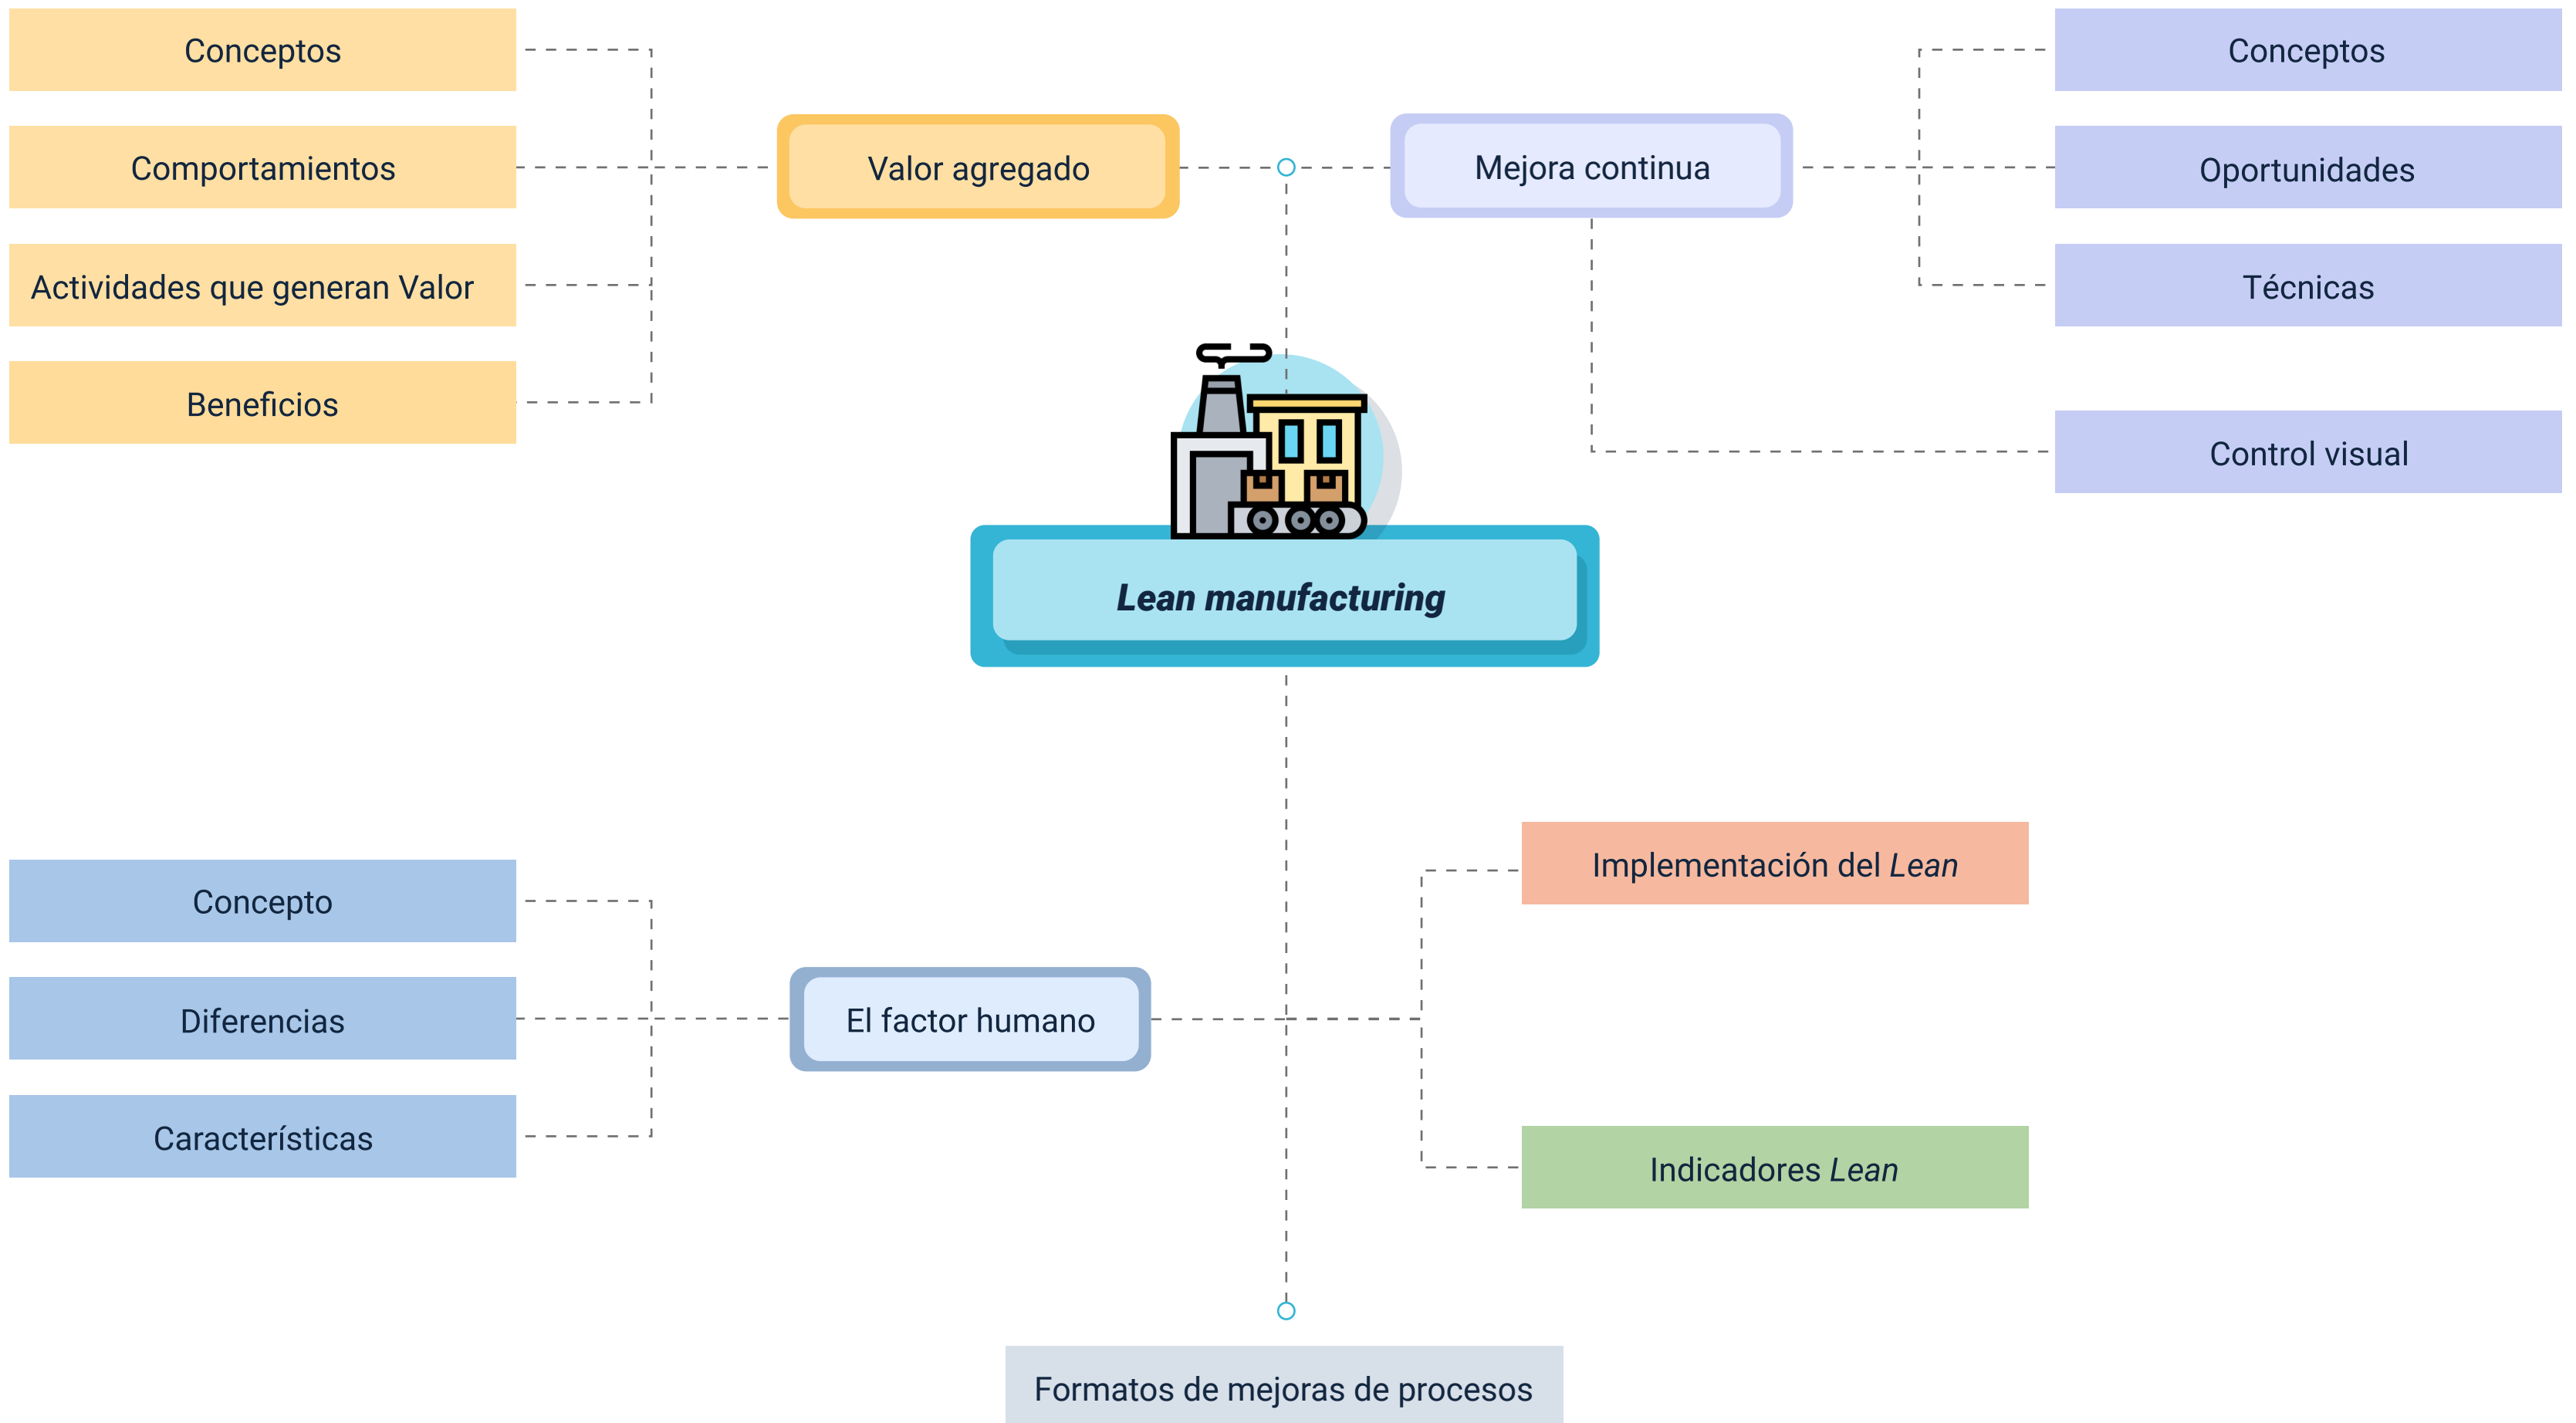 Conceptos
Comportamientos
Actividades que generan Valor
Beneficios
Valor agregado
Mejora continua
Conceptos
Oportunidades
Técnicas
Control visual
Lean manufacturing
Concepto
Diferencias
Características
El factor humano
Implementación del Lean
Indicadores Lean
Formatos de mejoras de procesos